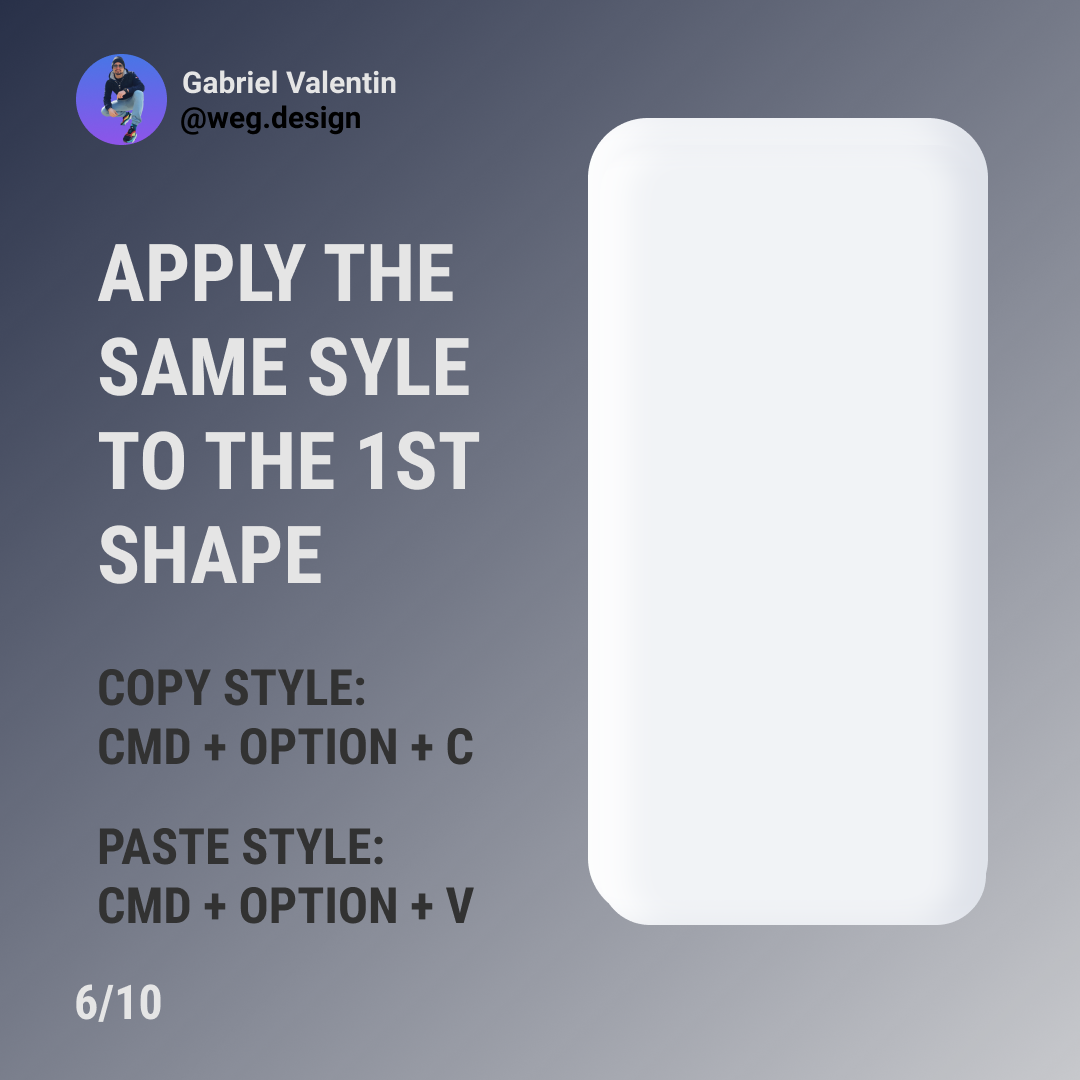 Gabriel Valentin
@weg.design
APPLY THE
SAME SYLE
TO THE 1ST
SHAPE
COPY STYLE:
CMD + OPTION + C
PASTE STYLE:
CMD + OPTION + V
6/10